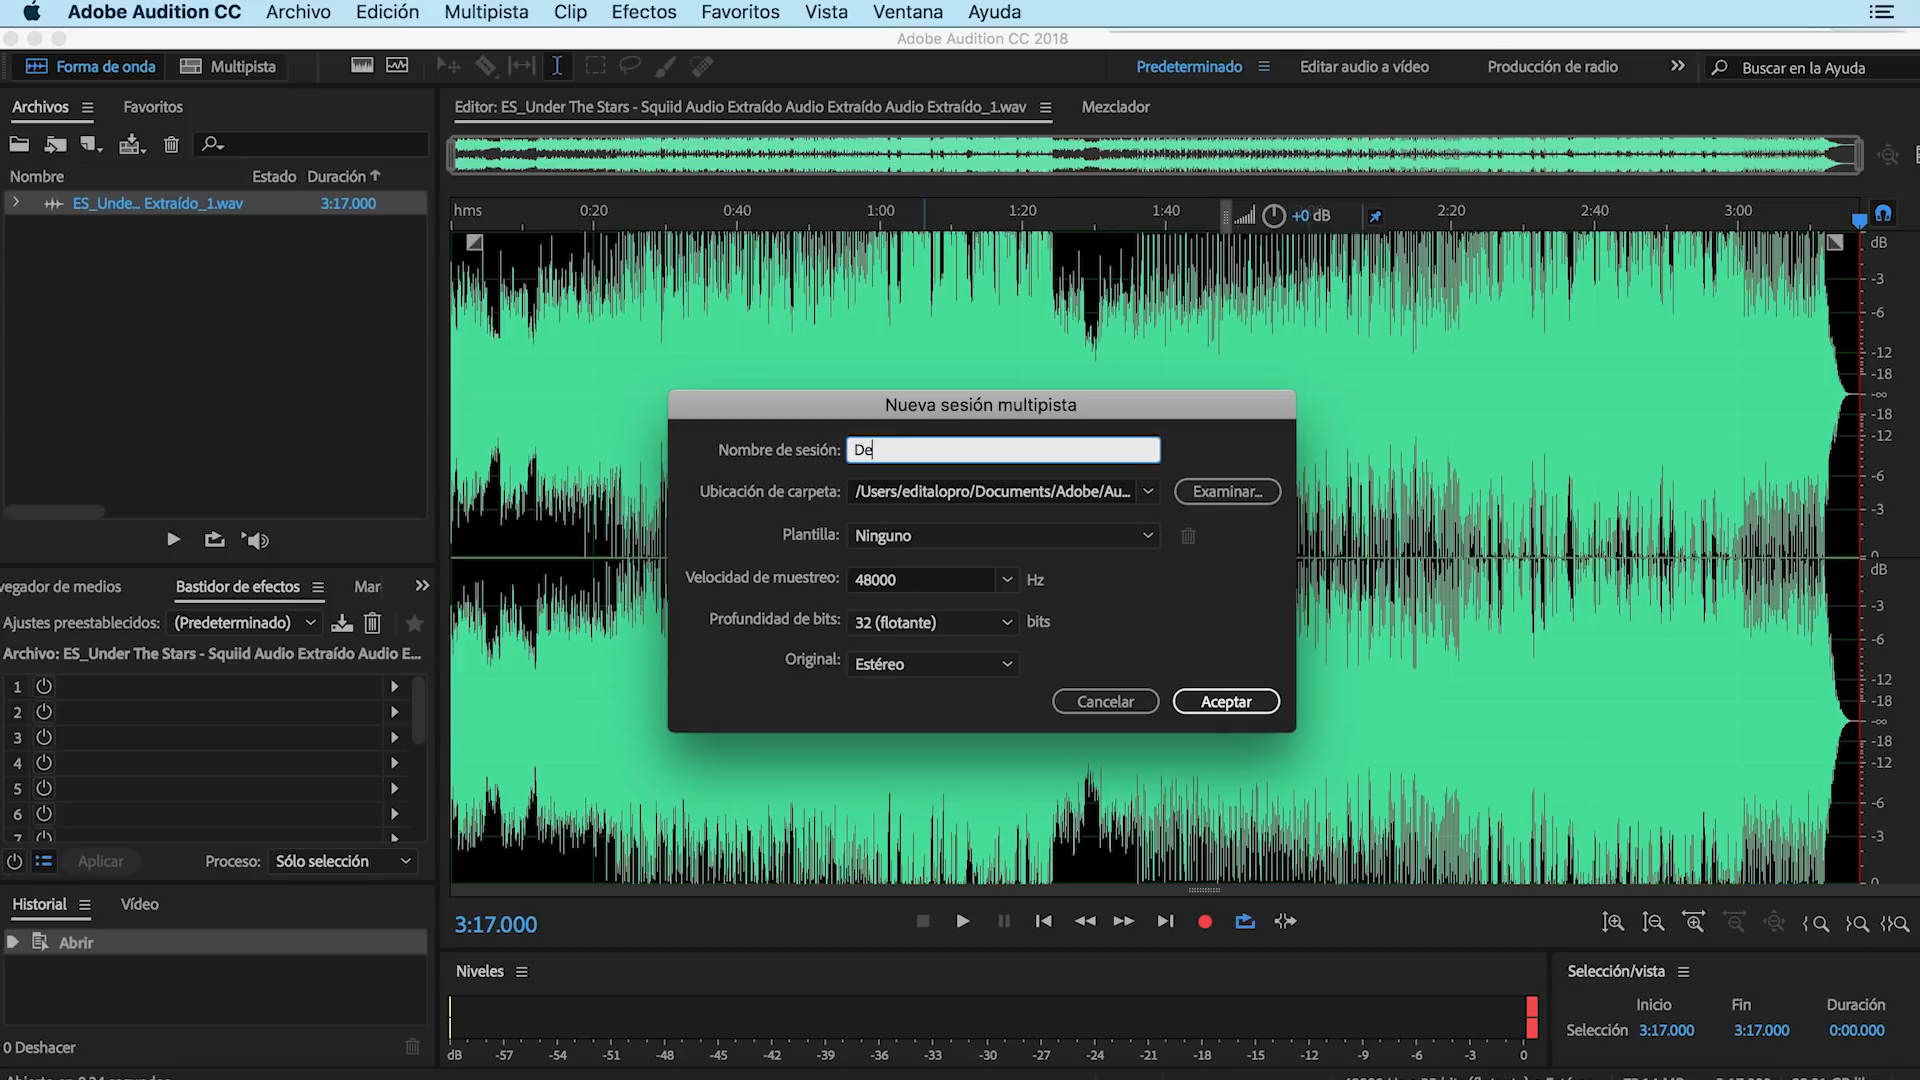 Adobe Audition CC Archivo Edición Multipista Clip Efectos Favoritos Vista Ventana Ayuda
Adobe Audition CC 2018
Forma de onda Multipista Predeterminado Editar audio a vídeo Producción de radio Buscar en la Ayuda
Archivos Favoritos
Editor: ES_Under The Stars - Squiid Audio Extraído Audio Extraído Audio Extraído_1.wav Mezclador
Nombre Estado Duración
ES_Unde... Extraído_1.wav 3:17.000
hms 0:20 0:40 1:00 1:20 1:40 +0 dB 2:20 2:40 3:00
dB
-3
-6
-12
-18
-∞
-18
-12
-6
-3
0
dB
-3
-6
-12
-18
-∞
-18
-12
-6
-3
0
Nueva sesión multipista
Nombre de sesión: De
Ubicación de carpeta: /Users/editalopro/Documents/Adobe/Au... Examinar...
Plantilla: Ninguno
Velocidad de muestreo: 48000 Hz
Profundidad de bits: 32 (flotante) bits
Original: Estéreo
Cancelar Aceptar
vegador de medios Bastidor de efectos Mar
Ajustes preestablecidos: (Predeterminado)
Archivo: ES_Under The Stars - Squiid Audio Extraído Audio E...
1
2
3
4
5
6
7
Aplicar Proceso: Sólo selección
Historial Vídeo
Abrir
0 Deshacer
3:17.000
Niveles
dB -57 -54 -51 -48 -45 -42 -39 -36 -33 -30 -27 -24 -21 -18 -15 -12 -9 -6 -3 0
Selección/vista
Inicio Fin Duración
Selección 3:17.000 3:17.000 0:00.000